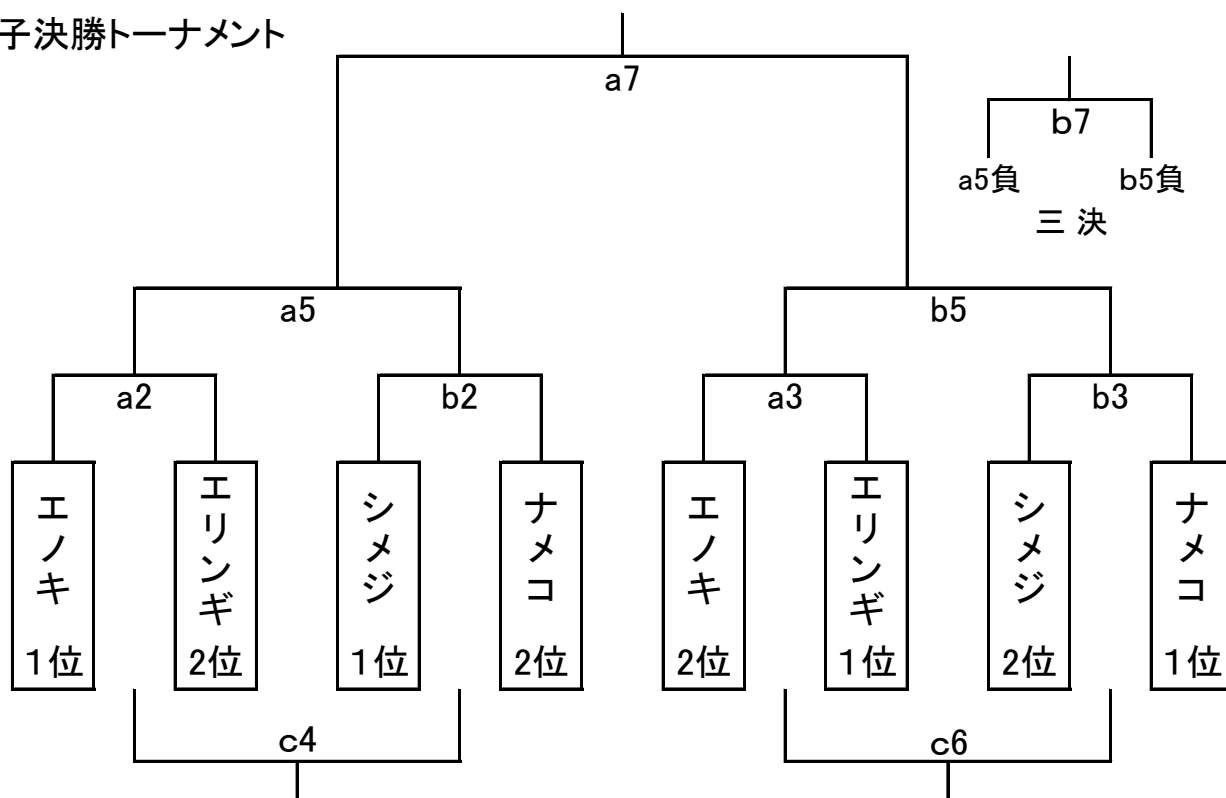 子決勝トーナメント
a7
b7
a5負
b5負
三 決
a5
b5
a2
b2
a3
b3
エノキ
1位
エリンギ
2位
シメジ
1位
ナメコ
2位
エノキ
2位
エリンギ
1位
シメジ
2位
ナメコ
1位
c4
c6